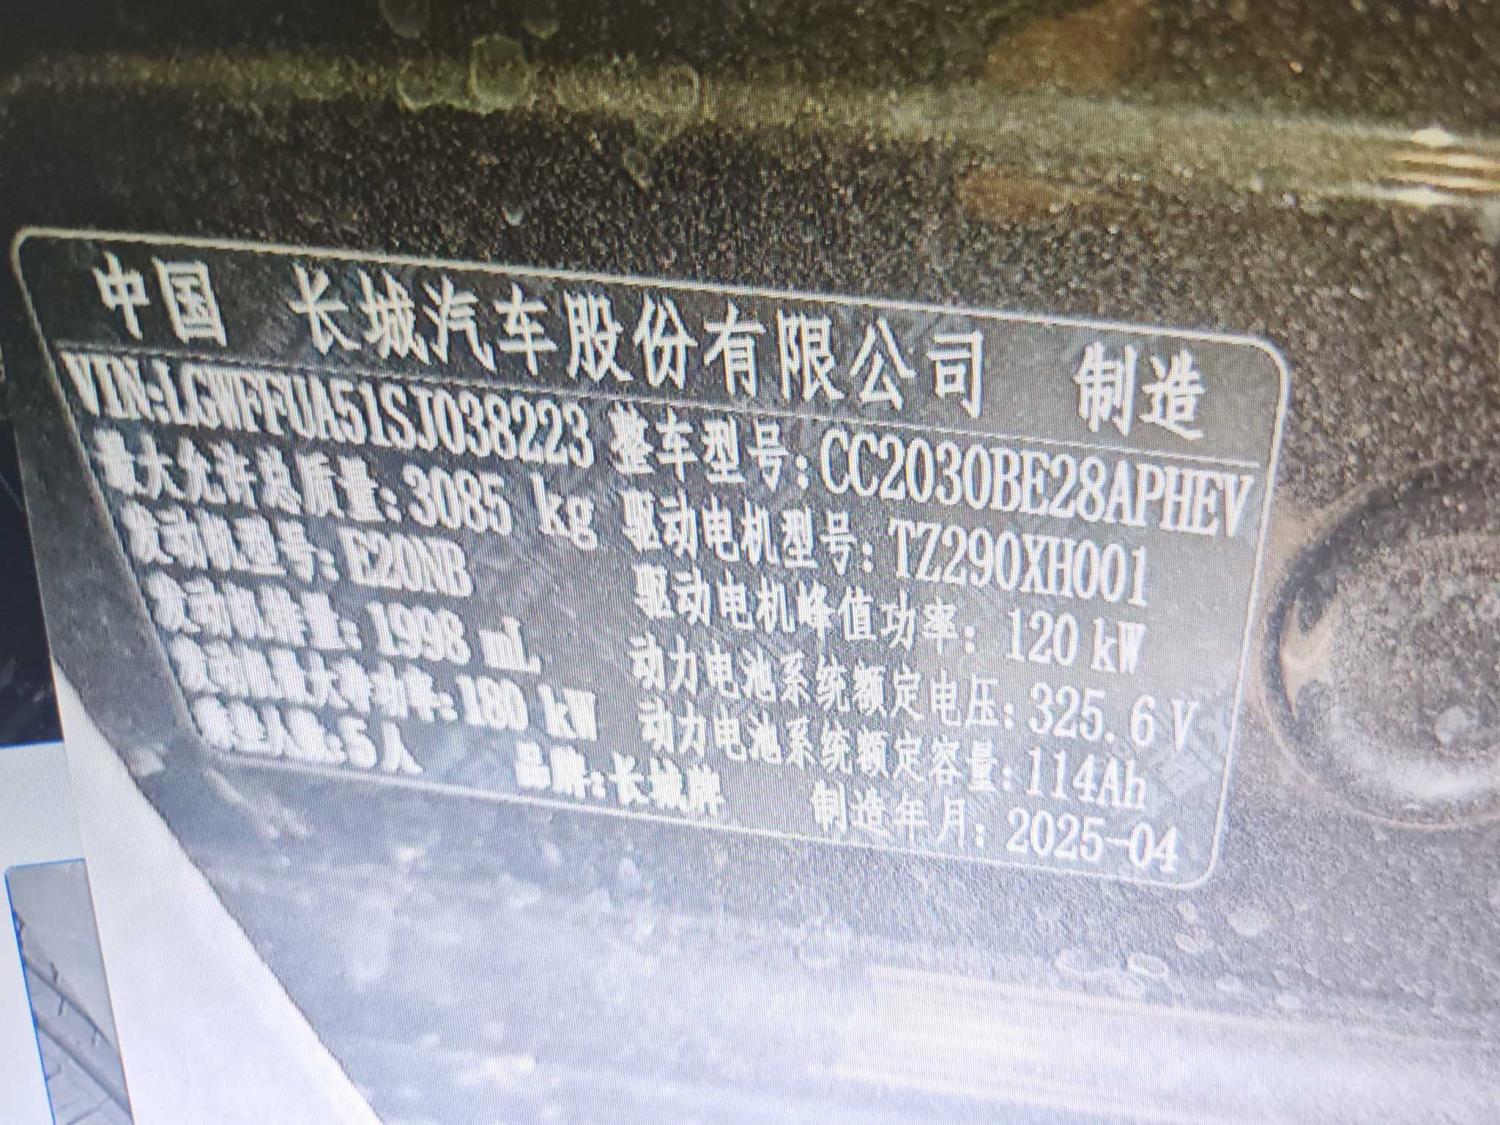 中国 长城汽车股份有限公司 制造
VIN:LGWFFUA51SJ038223 整车型号:CC2030BE28APHEV
最大允许总质量:3085 kg 驱动电机型号:TZ290XH001
发动机型号:E20NB 驱动电机峰值功率: 120 kW
发动机排量:1998 mL 动力电池系统额定电压:325.6 V
发动机最大净功率:180 kW 动力电池系统额定容量:114Ah
乘坐人数:5人 品牌:长城牌 制造年月: 2025-04